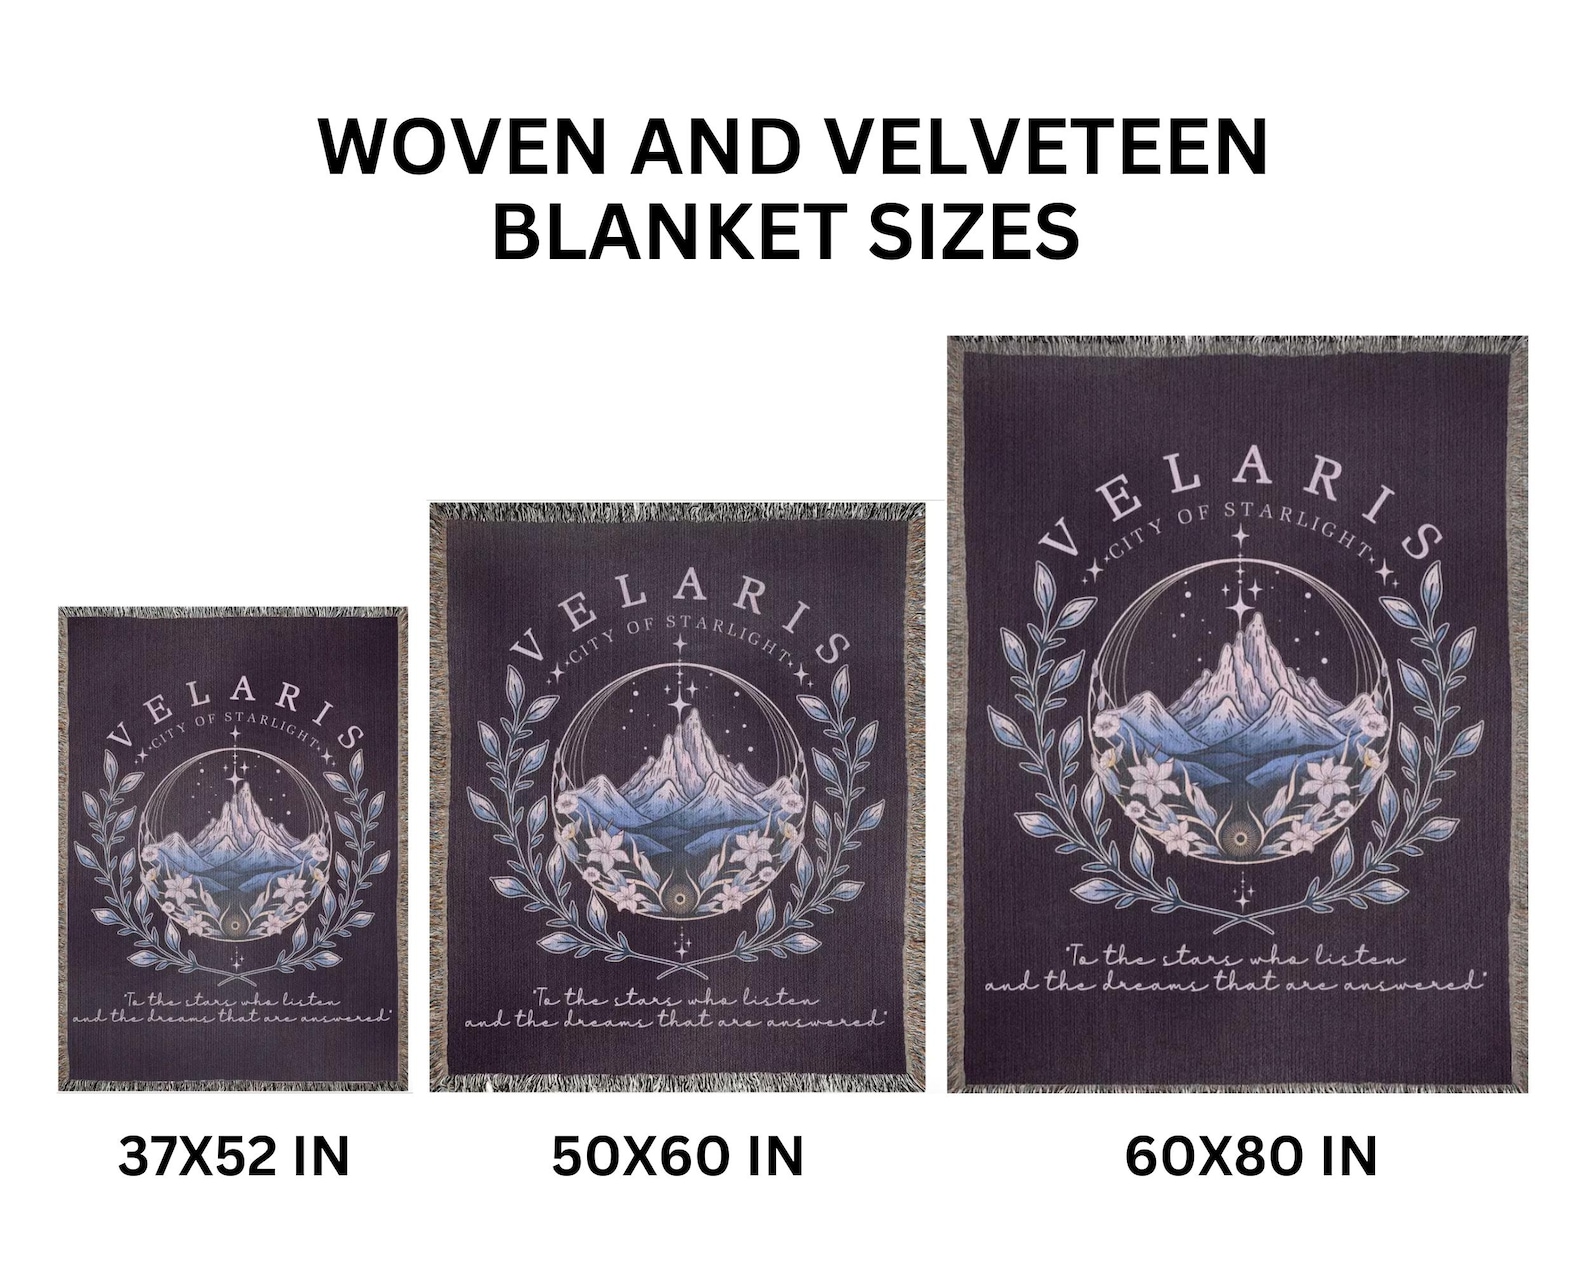 WOVEN AND VELVETEEN
BLANKET SIZES
VELARIS
CITY OF STARLIGHT
"To the stars who listen
and the dreams that are answered"
37X52 IN
VELARIS
CITY OF STARLIGHT
"To the stars who listen
and the dreams that are answered"
50X60 IN
VELARIS
CITY OF STARLIGHT
"To the stars who listen
and the dreams that are answered"
60X80 IN